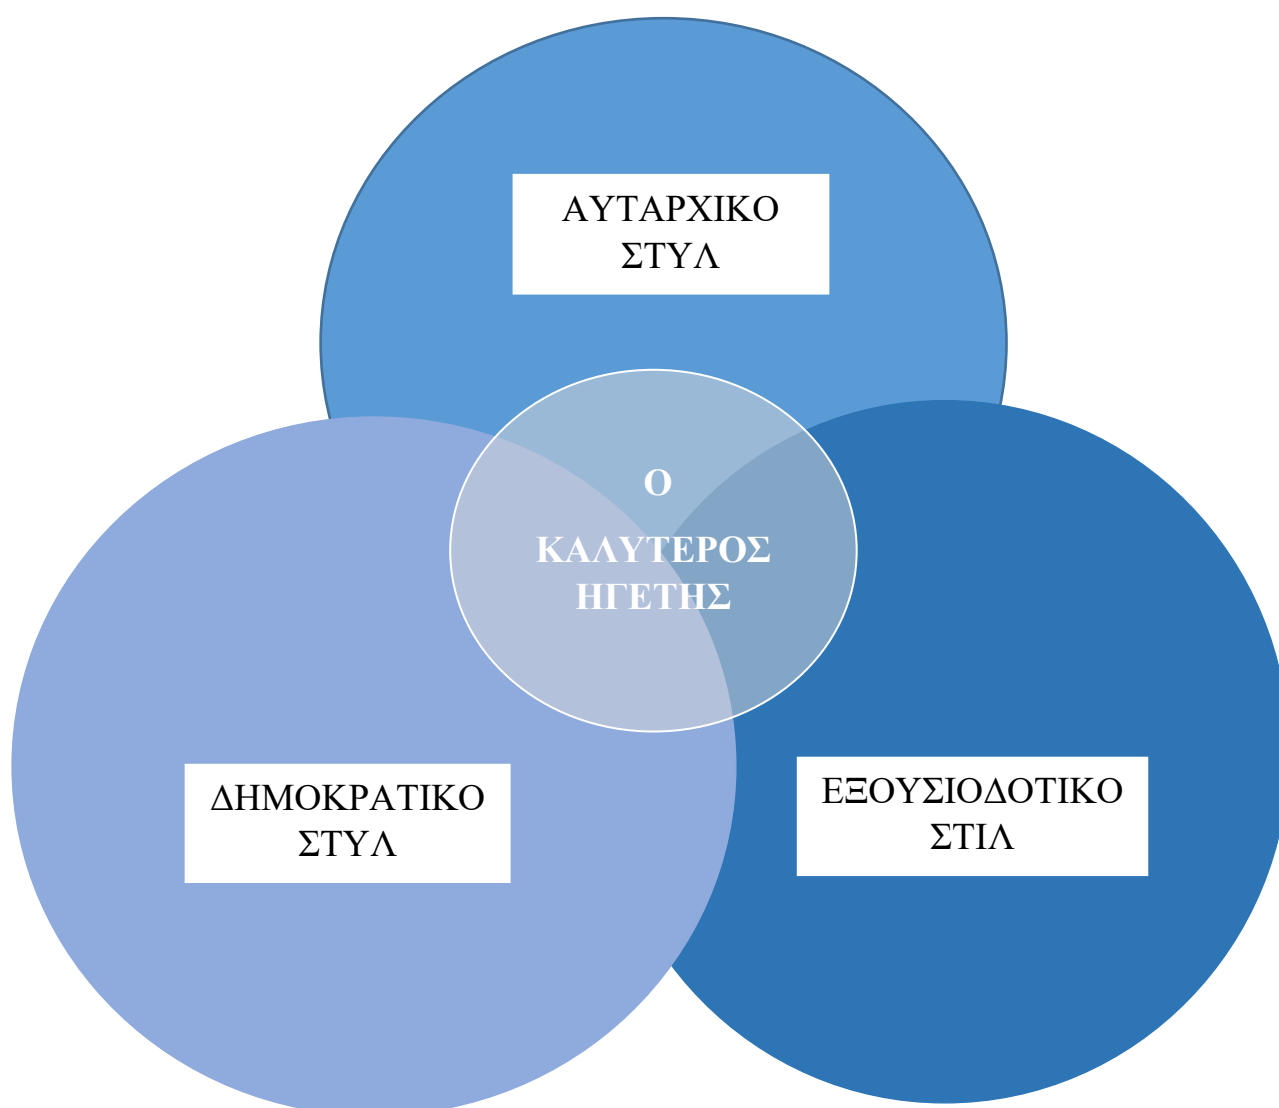 ΑΥΤΑΡΧΙΚΟ
ΣΤΥΛ
Ο
ΚΑΛΥΤΕΡΟΣ
ΗΓΕΤΗΣ
ΔΗΜΟΚΡΑΤΙΚΟ
ΣΤΥΛ
ΕΞΟΥΣΙΟΔΟΤΙΚΟ
ΣΤΙΛ